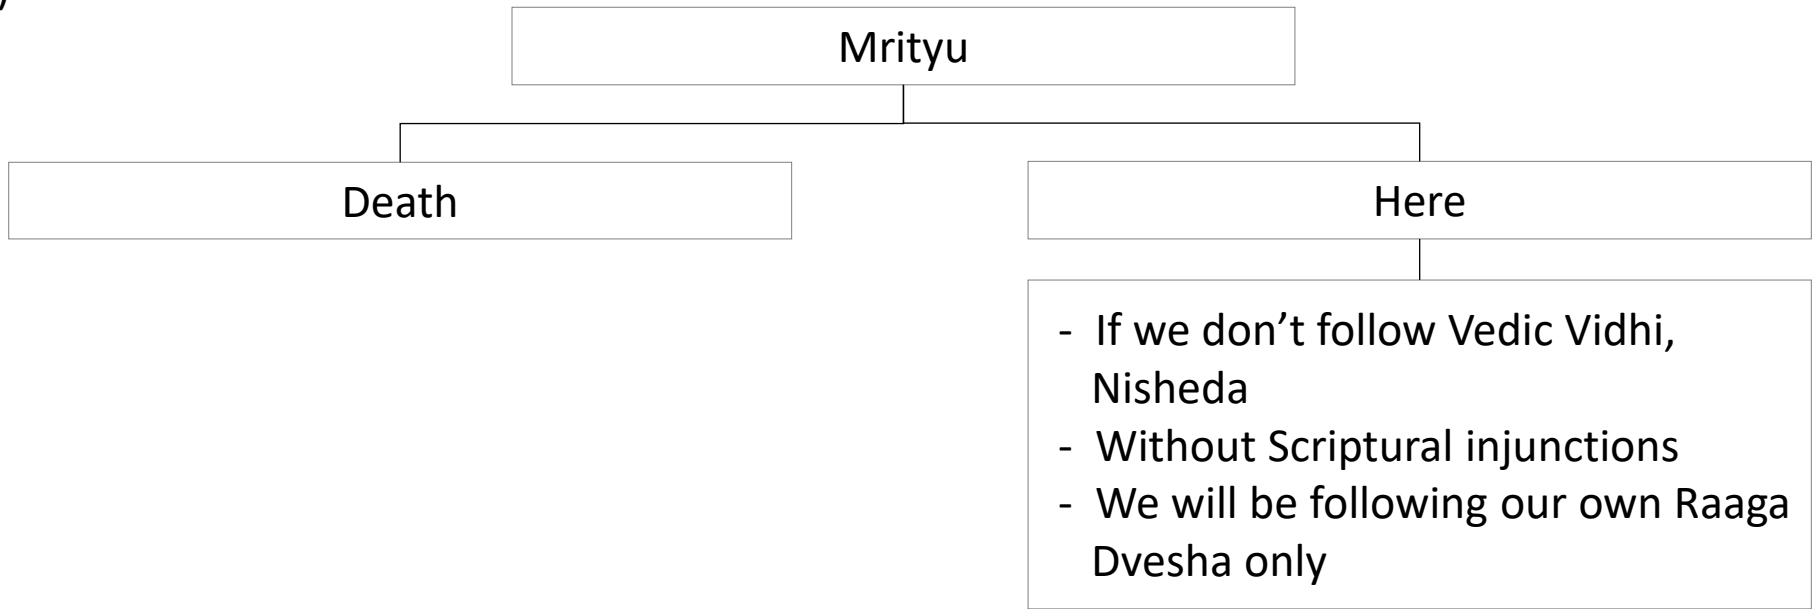 )
Mrityu
Death
Here
- If we don’t follow Vedic Vidhi,
Nisheda
- Without Scriptural injunctions
- We will be following our own Raaga
Dvesha only